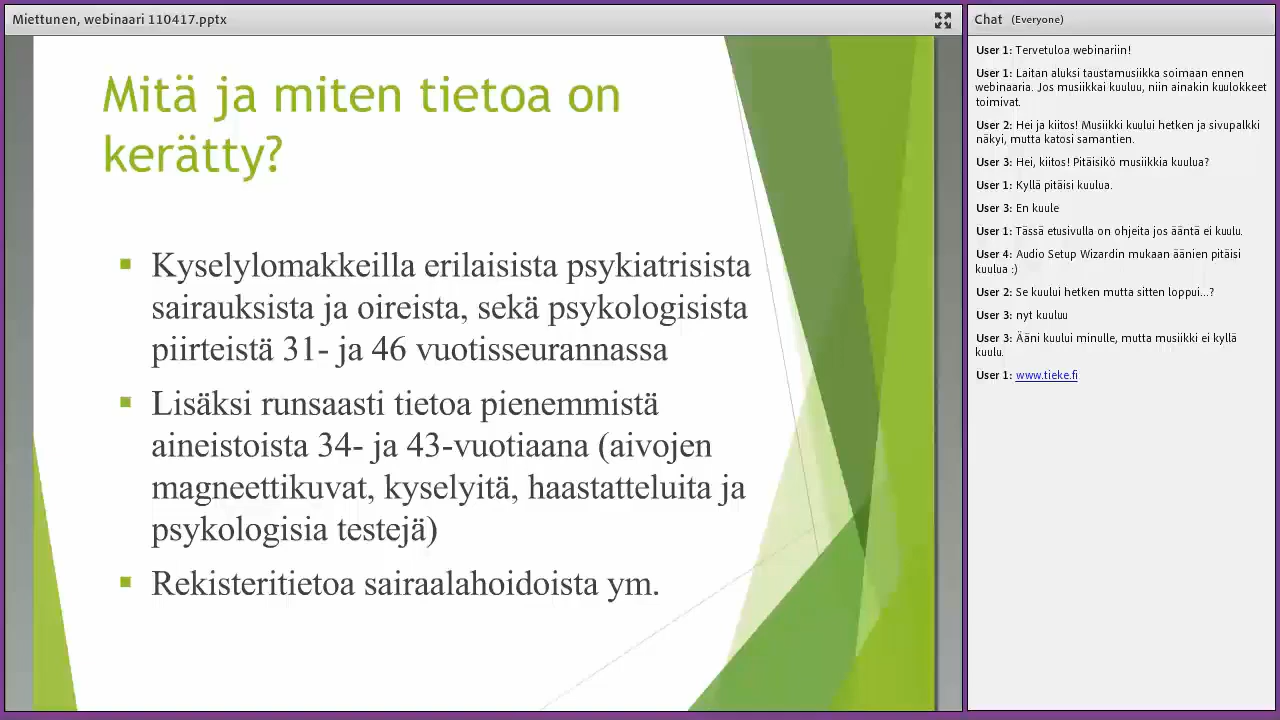 Miettunen, webinaari 110417.pptx
Mitä ja miten tietoa on
kerätty?
Kyselylomakkeilla erilaisista psykiatrisista
sairauksista ja oireista, sekä psykologisista
piirteistä 31- ja 46 vuotisseurannassa
Lisäksi runsaasti tietoa pienemmistä
aineistoista 34- ja 43-vuotiaana (aivojen
magneettikuvat, kyselyitä, haastatteluita ja
psykologisia testejä)
Rekisteritietoa sairaalahoidoista ym.
Chat (Everyone)
User 1: Tervetuloa webinariin!
User 1: Laitan aluksi taustamusiikka soimaan ennen
webinaaria. Jos musiikkai kuuluu, niin ainakin kuulokkeet
toimivat.
User 2: Hei ja kiitos! Musiikki kuului hetken ja sivupalkki
näkyi, mutta katosi samantien.
User 3: Hei, kiitos! Pitäisikö musiikkia kuulua?
User 1: Kyllä pitäisi kuulua.
User 3: En kuule
User 1: Tässä etusivulla on ohjeita jos ääntä ei kuulu.
User 4: Audio Setup Wizardin mukaan äänien pitäisi
kuulua :)
User 2: Se kuului hetken mutta sitten loppui...?
User 3: nyt kuuluu
User 3: Ääni kuului minulle, mutta musiikki ei kyllä
kuulu.
User 1: www.tieke.fi